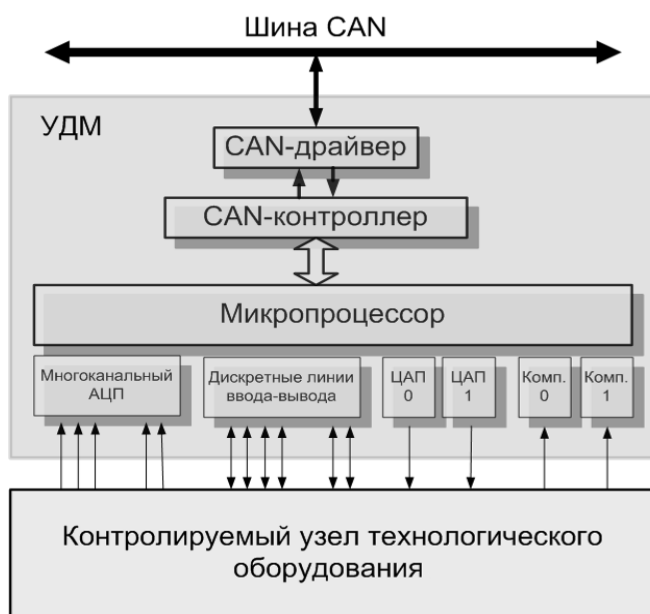 Шина CAN
УДМ
CAN-драйвер
CAN-контроллер
Микропроцессор
Многоканальный
АЦП
Дискретные линии
ввода-вывода
ЦАП
0
ЦАП
1
Комп.
0
Комп.
1
Контролируемый узел технологического
оборудования